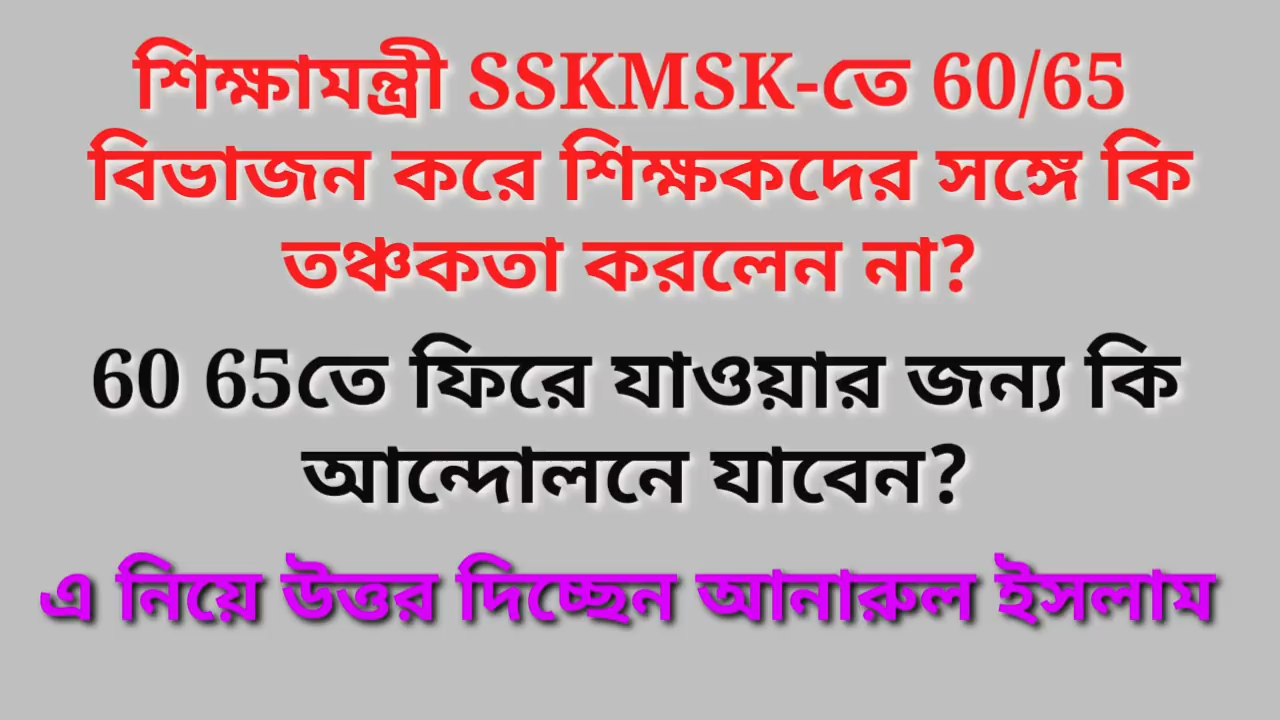 শিক্ষামন্ত্রী SSKMSK-তে 60/65
বিভাজন করে শিক্ষকদের সঙ্গে কি
তঞ্চকতা করলেন না?
60 65তে ফিরে যাওয়ার জন্য কি
আন্দোলনে যাবেন?
এ নিয়ে উত্তর দিচ্ছেন আনারুল ইসলাম